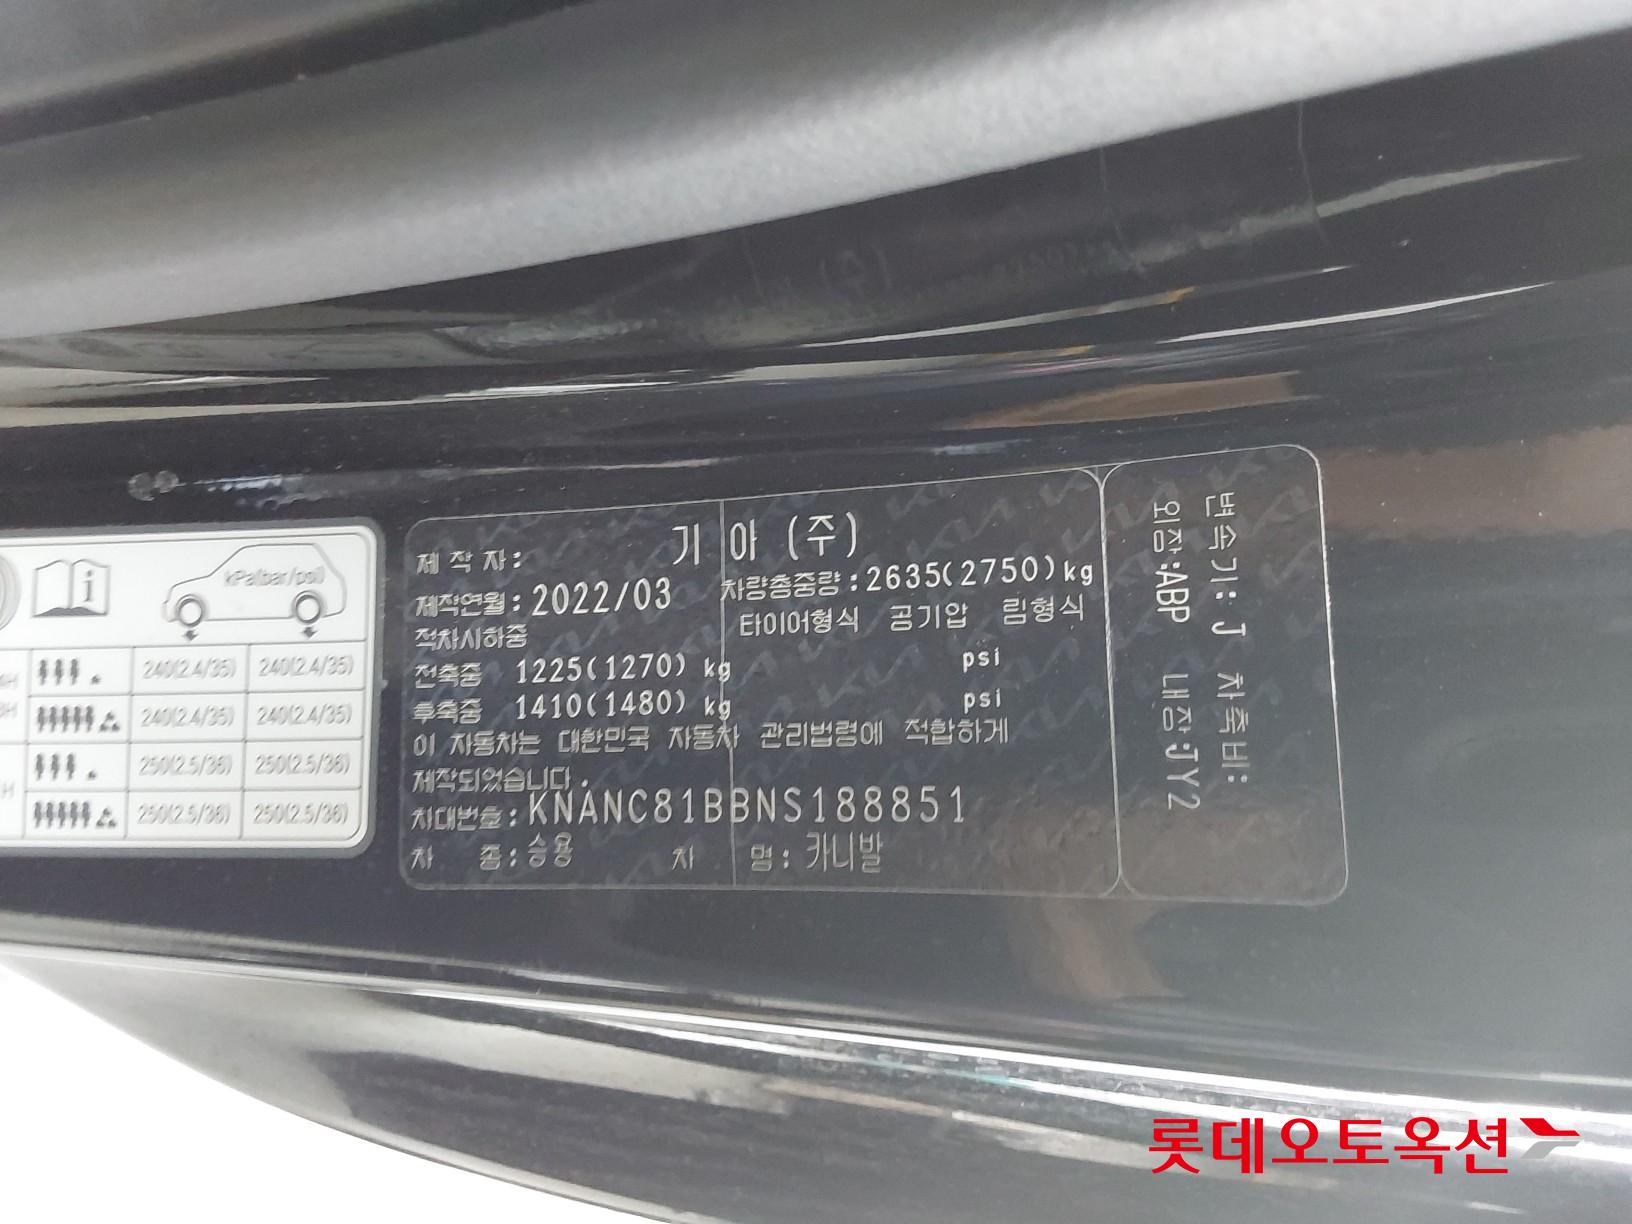 kPa(bar/psi)
240(2.4/35) 240(2.4/35)
240(2.4/35) 240(2.4/35)
250(2.5/36) 250(2.5/36)
250(2.5/36) 250(2.5/36)
제 작 자: 기 아 (주)
제작연월: 2022/03 차량총중량: 2635(2750)kg
적차시하중 타이어형식 공기압 림형식
전축중 1225(1270) kg psi
후축중 1410(1480) kg psi
이 자동차는 대한민국 자동차 관리법령에 적합하게
제작되었습니다.
차대번호: KNANC81BBNS188851
차 종: 승용 차 명: 카니발
변속기: J 차축비:
외장:ABP 내장:JY2
롯데오토옥션